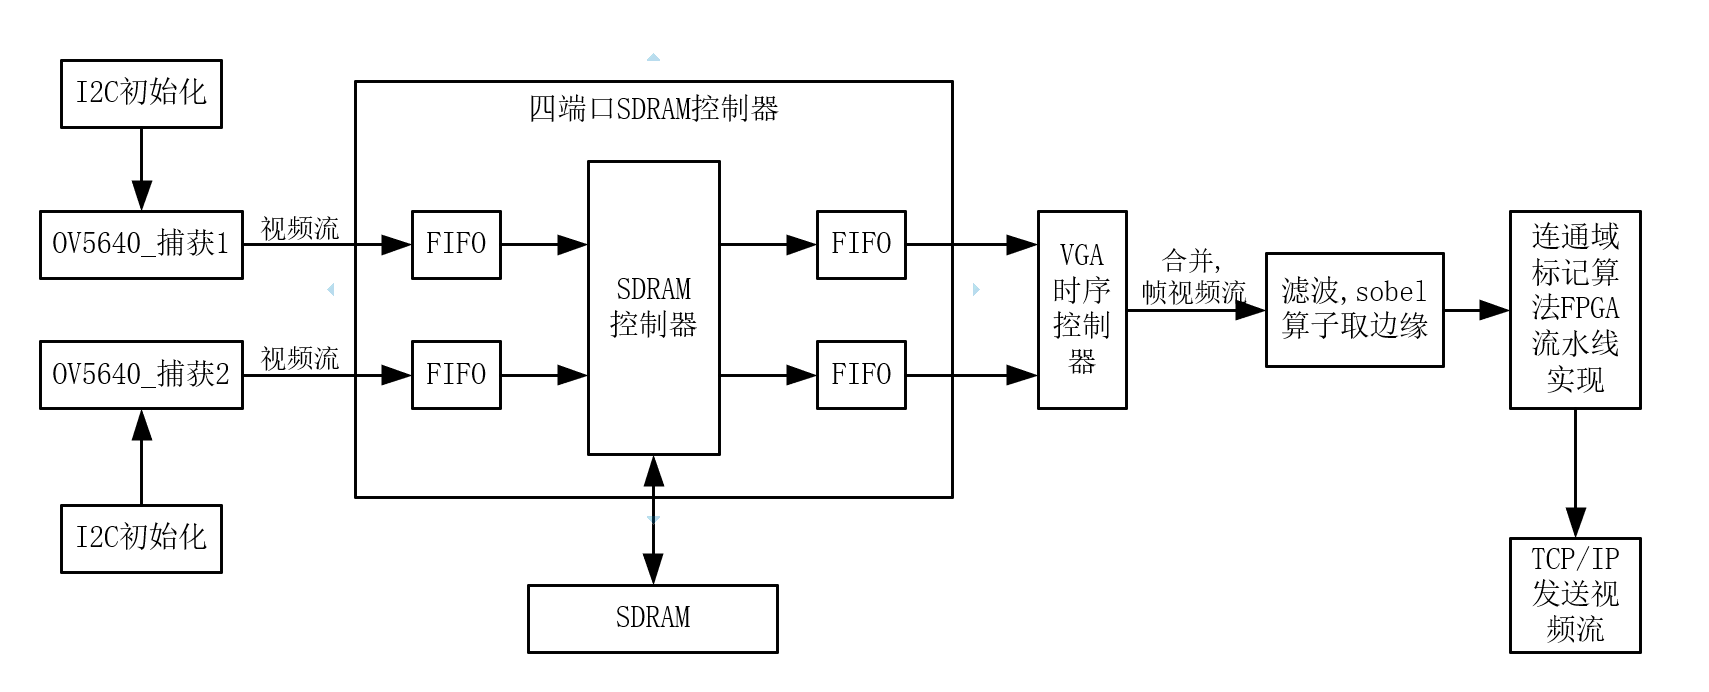 I2C初始化
四端口SDRAM控制器
OV5640_捕获1
视频流
FIFO
FIFO
SDRAM
控制器
VGA
时序
控制
器
合并,
帧视频流
滤波,sobel
算子取边缘
连通域
标记算
法FPGA
流水线
实现
OV5640_捕获2
视频流
FIFO
FIFO
I2C初始化
SDRAM
TCP/IP
发送视
频流